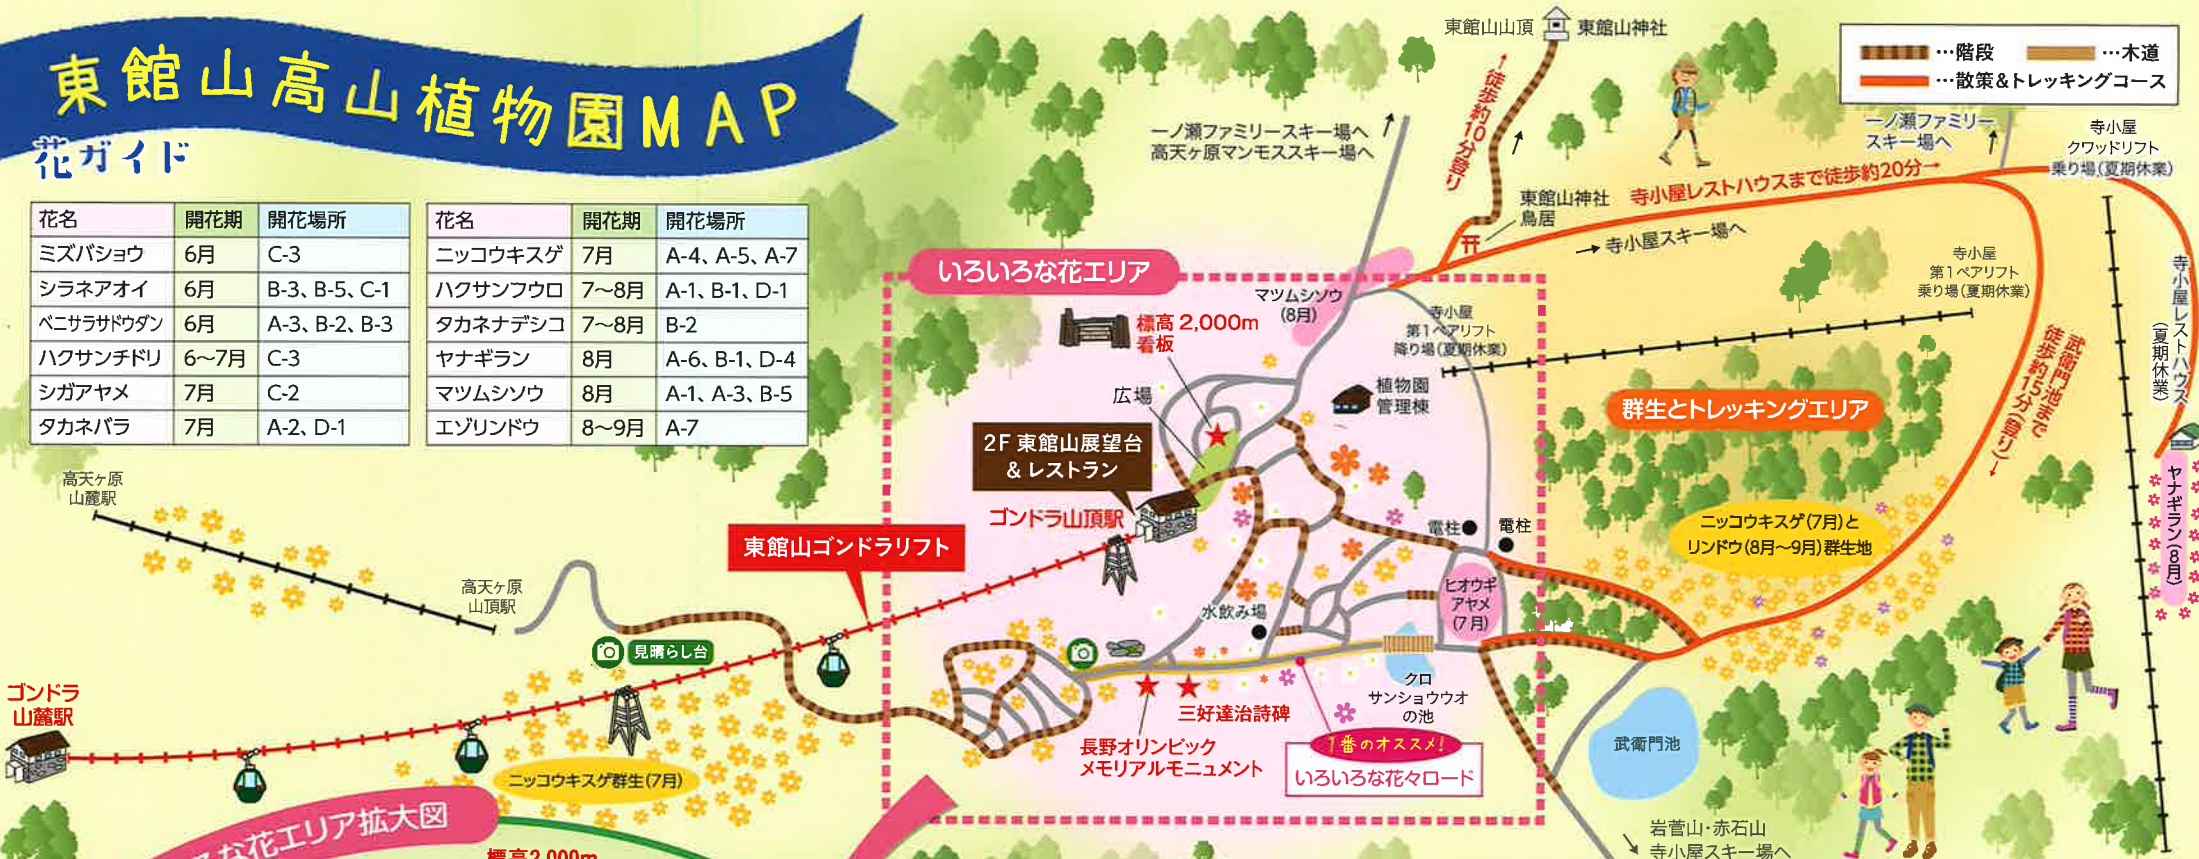 東館山高山植物園MAP
花ガイド
花名 開花期 開花場所
ミズバショウ 6月 C-3
シラネアオイ 6月 B-3、B-5、C-1
ベニサラサドウダン 6月 A-3、B-2、B-3
ハクサンチドリ 6〜7月 C-3
シガアヤメ 7月 C-2
タカネバラ 7月 A-2、D-1
花名 開花期 開花場所
ニッコウキスゲ 7月 A-4、A-5、A-7
ハクサンフウロ 7〜8月 A-1、B-1、D-1
タカネナデシコ 7〜8月 B-2
ヤナギラン 8月 A-6、B-1、D-4
マツムシソウ 8月 A-1、A-3、B-5
エゾリンドウ 8〜9月 A-7
東館山山頂
東館山神社
…階段
…木道
…散策&トレッキングコース
↑徒歩約10分登り
一ノ瀬ファミリースキー場へ
高天ヶ原マンモススキー場へ
一ノ瀬ファミリー
スキー場へ
寺小屋
クワッドリフト
乗り場(夏期休業)
東館山神社
鳥居
寺小屋レストハウスまで徒歩約20分→
→寺小屋スキー場へ
寺小屋
第1ペアリフト
乗り場(夏期休業)
寺小屋レストハウス
(夏期休業)
いろいろな花エリア
マツムシソウ
(8月)
標高2,000m
看板
寺小屋
第1ペアリフト
降り場(夏期休業)
広場
植物園
管理棟
武衛門池まで
徒歩約15分(登り)→
群生とトレッキングエリア
2F 東館山展望台
&レストラン
ゴンドラ山頂駅
電柱
電柱
ニッコウキスゲ(7月)と
リンドウ(8月〜9月)群生地
ヤナギラン(8月)
高天ヶ原
山麓駅
東館山ゴンドラリフト
高天ヶ原
山頂駅
ヒオウギ
アヤメ
(7月)
水飲み場
見晴らし台
クロ
サンショウウオ
の池
ゴンドラ
山麓駅
三好達治詩碑
長野オリンピック
メモリアルモニュメント
1番のオススメ!
いろいろな花々ロード
武衛門池
ニッコウキスゲ群生(7月)
な花エリア拡大図
標高2,000m
岩菅山・赤石山
寺小屋スキー場へ